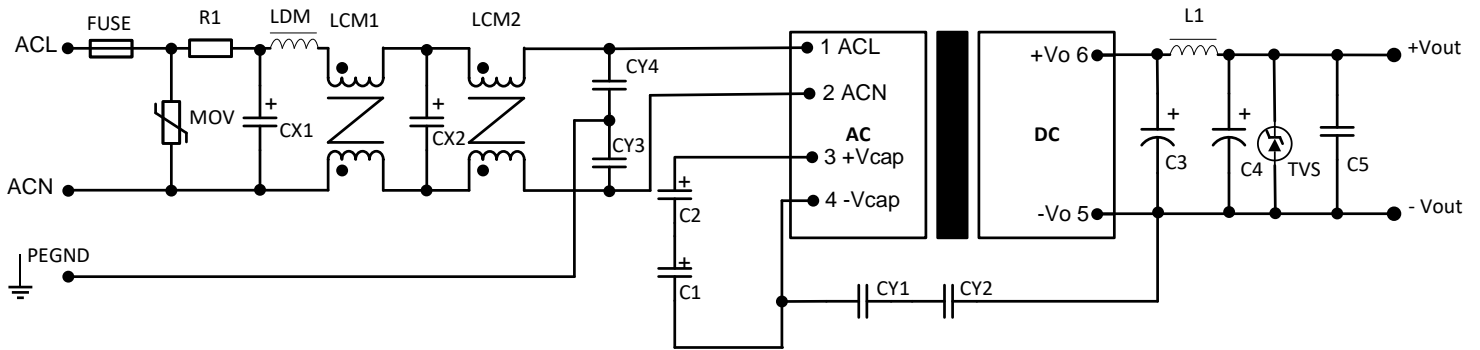 FUSE
R1
LDM
LCM1
LCM2
L1
ACL
1 ACL
+Vo 6
+Vout
CY4
2 ACN
MOV
CX1
CX2
CY3
AC
DC
C3
C4
TVS
C5
3 +Vcap
ACN
4 -Vcap
-Vo 5
- Vout
C2
PEGND
C1
CY1
CY2
+
+
+
+
+
+